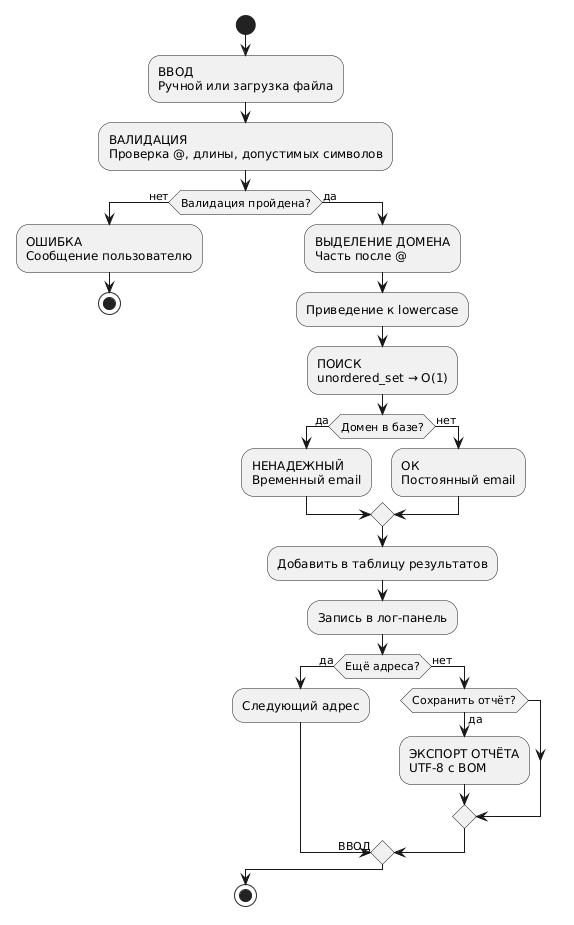 ВВОД
Ручной или загрузка файла
ВАЛИДАЦИЯ
Проверка @, длины, допустимых символов
нет
Валидация пройдена?
да
ОШИБКА
Сообщение пользователю
ВЫДЕЛЕНИЕ ДОМЕНА
Часть после @
Приведение к lowercase
ПОИСК
unordered_set → O(1)
да
Домен в базе?
нет
НЕНАДЕЖНЫЙ
Временный email
ОК
Постоянный email
Добавить в таблицу результатов
Запись в лог-панель
да
Ещё адреса?
нет
Следующий адрес
Сохранить отчёт?
да
ЭКСПОРТ ОТЧЁТА
UTF-8 с BOM
ВВОД